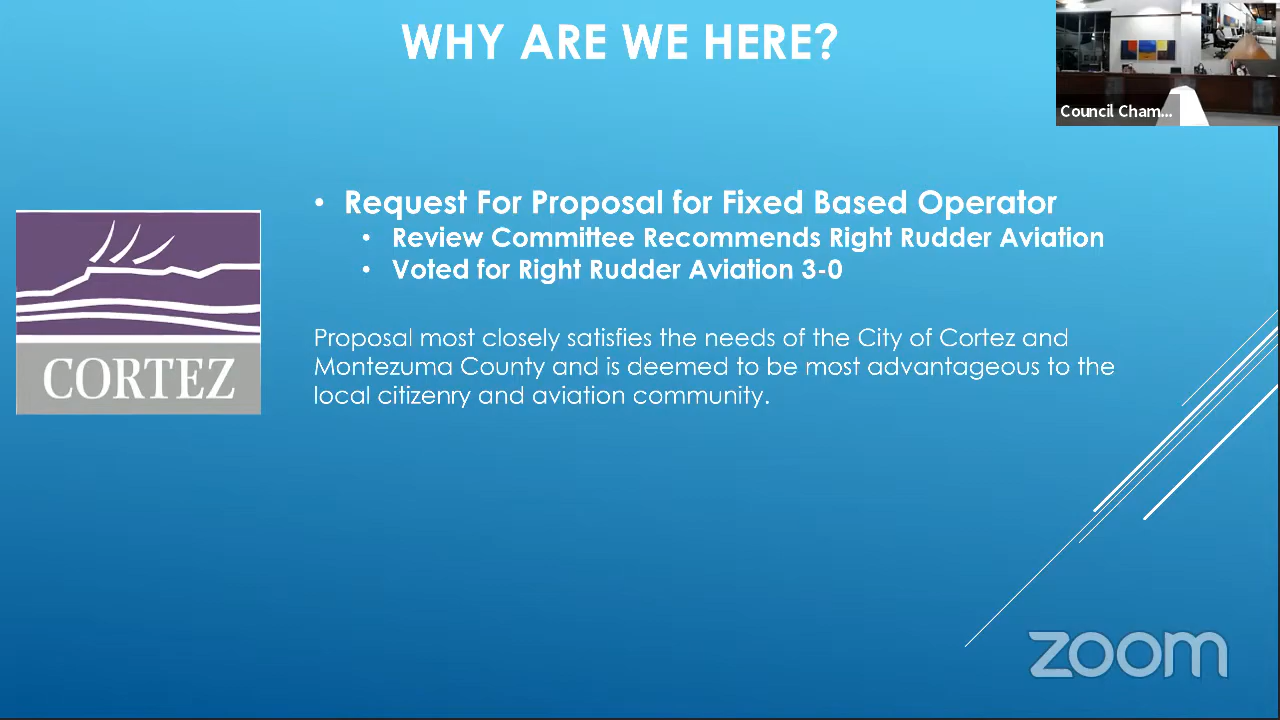 WHY ARE WE HERE?
Council Cham...
• Request For Proposal for Fixed Based Operator
• Review Committee Recommends Right Rudder Aviation
• Voted for Right Rudder Aviation 3-0
Proposal most closely satisfies the needs of the City of Cortez and
Montezuma County and is deemed to be most advantageous to the
local citizenry and aviation community.
CORTEZ
zoom